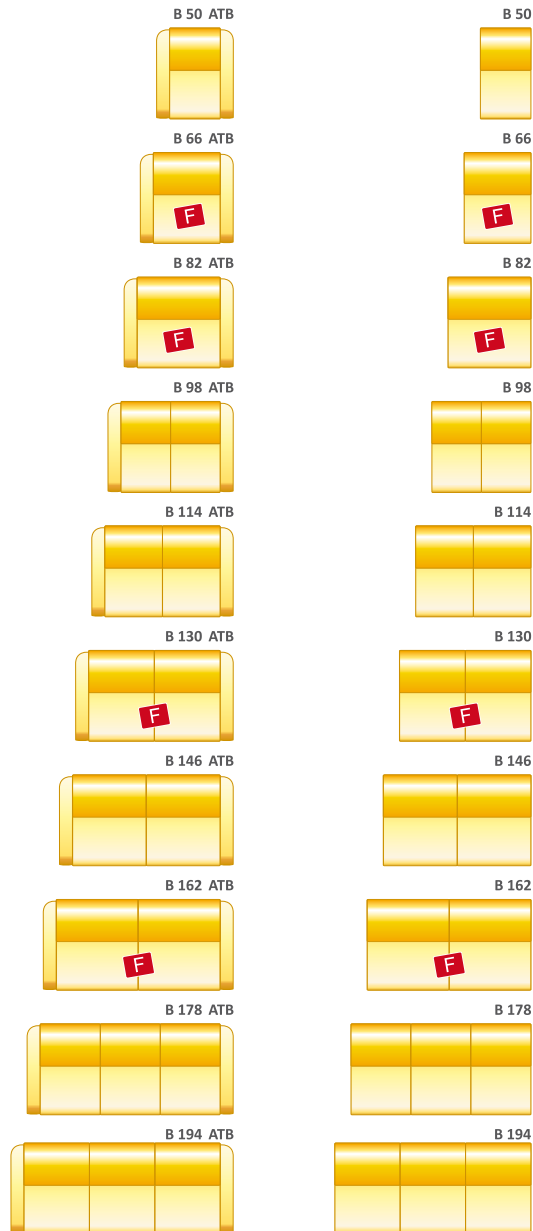 B 50 ATB
B 50
B 66 ATB
B 66
F
F
B 82 ATB
B 82
F
F
B 98 ATB
B 98
B 114 ATB
B 114
B 130 ATB
B 130
F
F
B 146 ATB
B 146
B 162 ATB
B 162
F
F
B 178 ATB
B 178
B 194 ATB
B 194